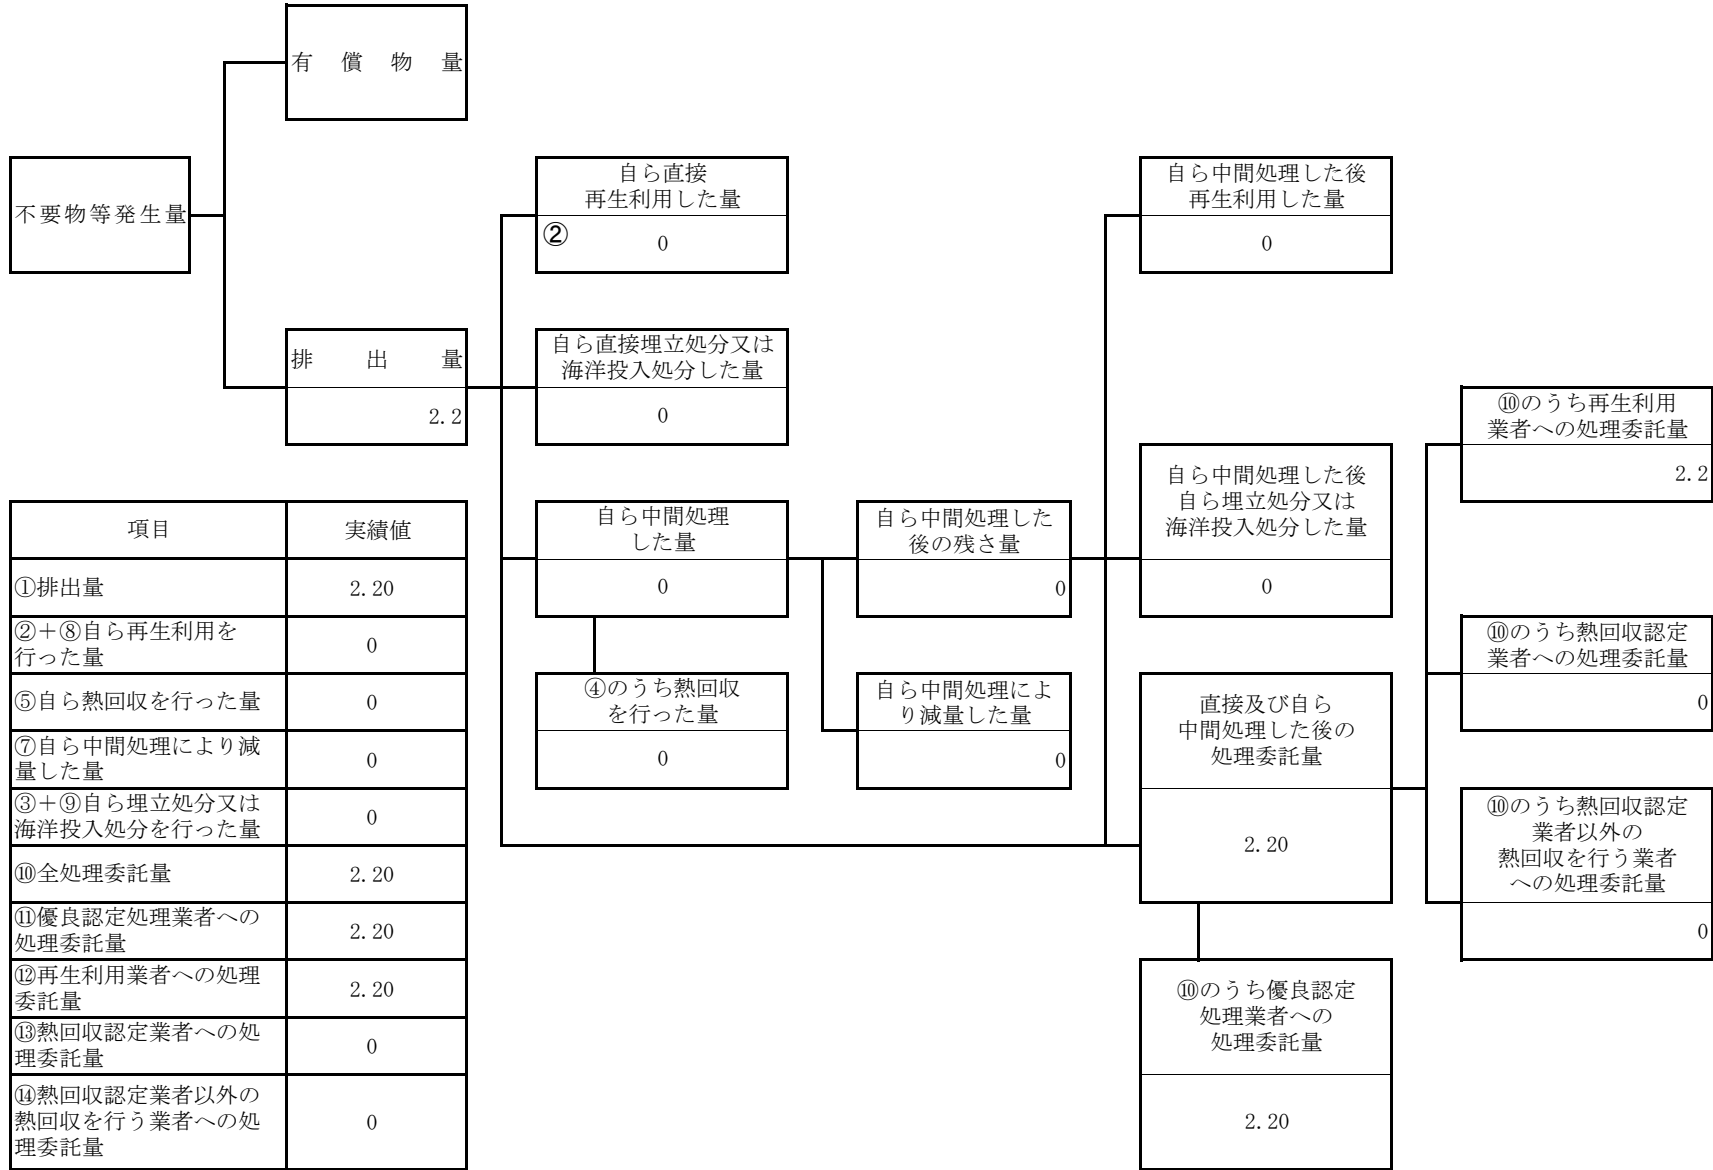 有償物量
不要物等発生量
自ら直接
再生利用した量
②
0
自ら中間処理した後
再生利用した量
0
排出量
2.2
自ら直接埋立処分又は
海洋投入処分した量
0
⑩のうち再生利用
業者への処理委託量
2.2
自ら中間処理
した量
0
自ら中間処理した
後の残さ量
0
自ら中間処理した後
自ら埋立処分又は
海洋投入処分した量
0
⑩のうち熱回収認定
業者への処理委託量
0
④のうち熱回収
を行った量
0
自ら中間処理によ
り減量した量
0
直接及び自ら
中間処理した後の
処理委託量
2.20
⑩のうち熱回収認定
業者以外の
熱回収を行う業者
への処理委託量
0
⑩のうち優良認定
処理業者への
処理委託量
2.20
項目 実績値
①排出量 2.20
②+⑧自ら再生利用を
行った量 0
⑤自ら熱回収を行った量 0
⑦自ら中間処理により減
量した量 0
③+⑨自ら埋立処分又は
海洋投入処分を行った量 0
⑩全処理委託量 2.20
⑪優良認定処理業者への
処理委託量 2.20
⑫再生利用業者への処理
委託量 2.20
⑬熱回収認定業者への処
理委託量 0
⑭熱回収認定業者以外の
熱回収を行う業者への処
理委託量 0